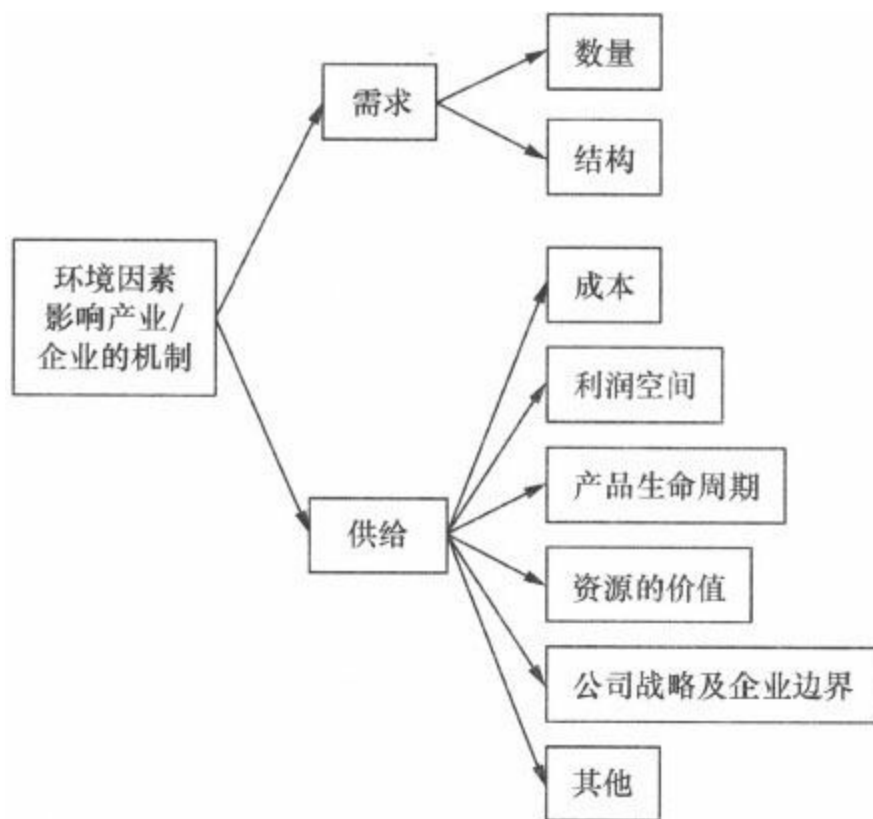 数量
需求
结构
环境因素
影响产业/
企业的机制
成本
利润空间
产品生命周期
供给
资源的价值
公司战略及企业边界
其他